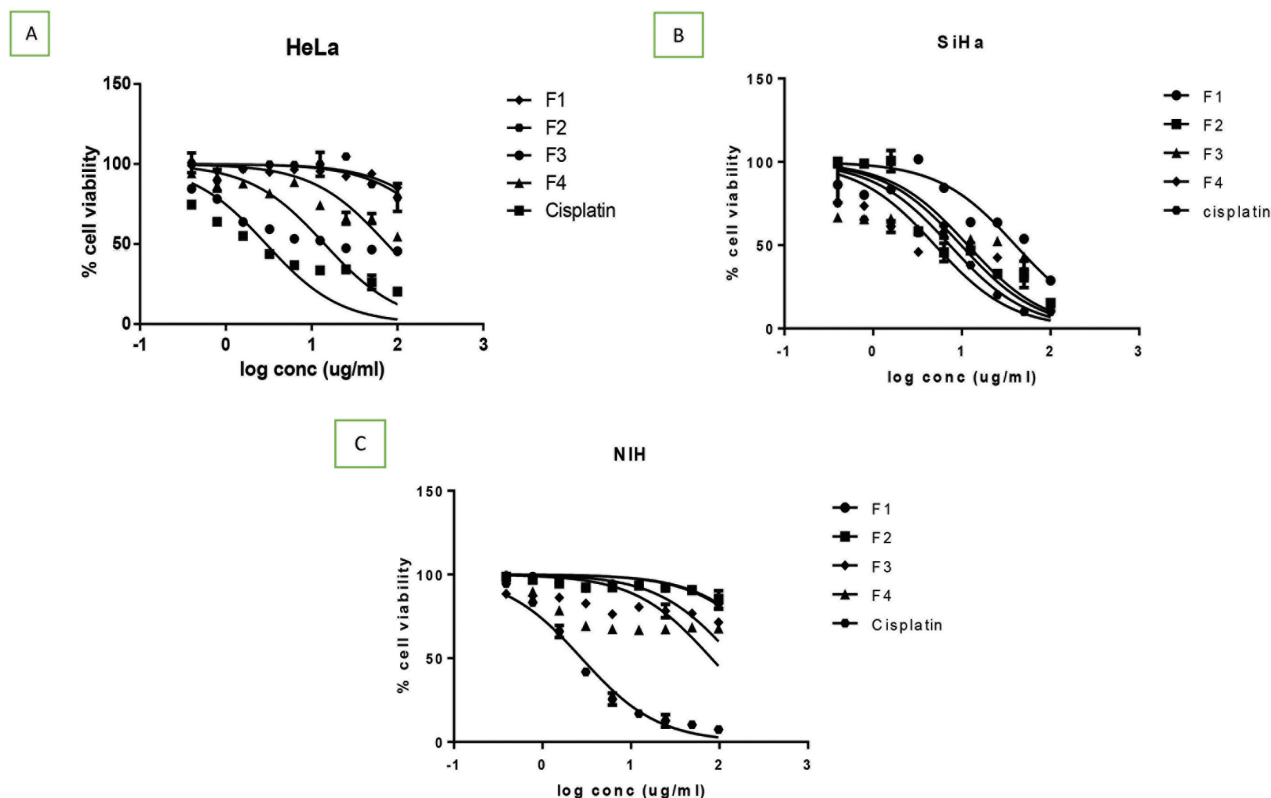 A
HeLa
150
100
50
0
-1
0
1
2
3
% cell viability
log conc (ug/ml)
F1
F2
F3
F4
Cisplatin
B
SiHa
150
100
50
0
-1
0
1
2
3
% cell viability
log conc (ug/ml)
F1
F2
F3
F4
cisplatin
C
NIH
150
100
50
0
-1
0
1
2
3
% cell viability
log conc (ug/ml)
F1
F2
F3
F4
Cisplatin